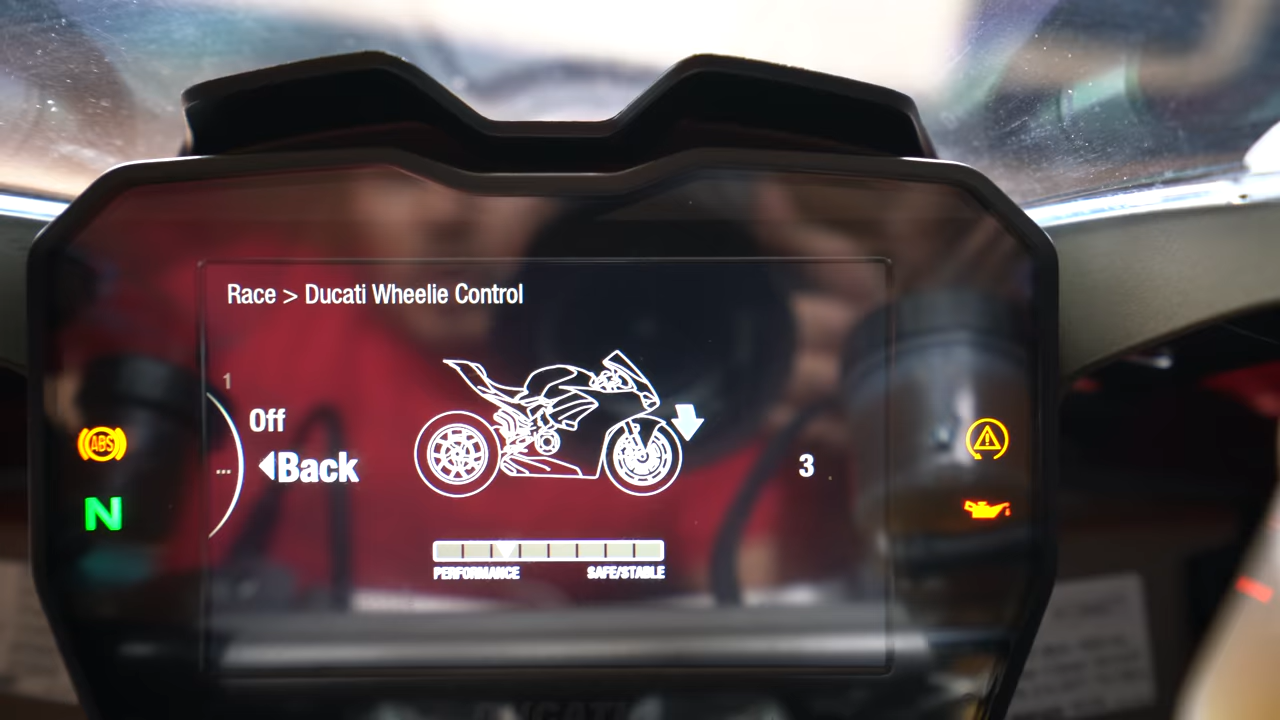 Race > Ducati Wheelie Control
1
Off
...
Back
3
PERFORMANCE SAFE/STABLE
ABS
N
DUCATI